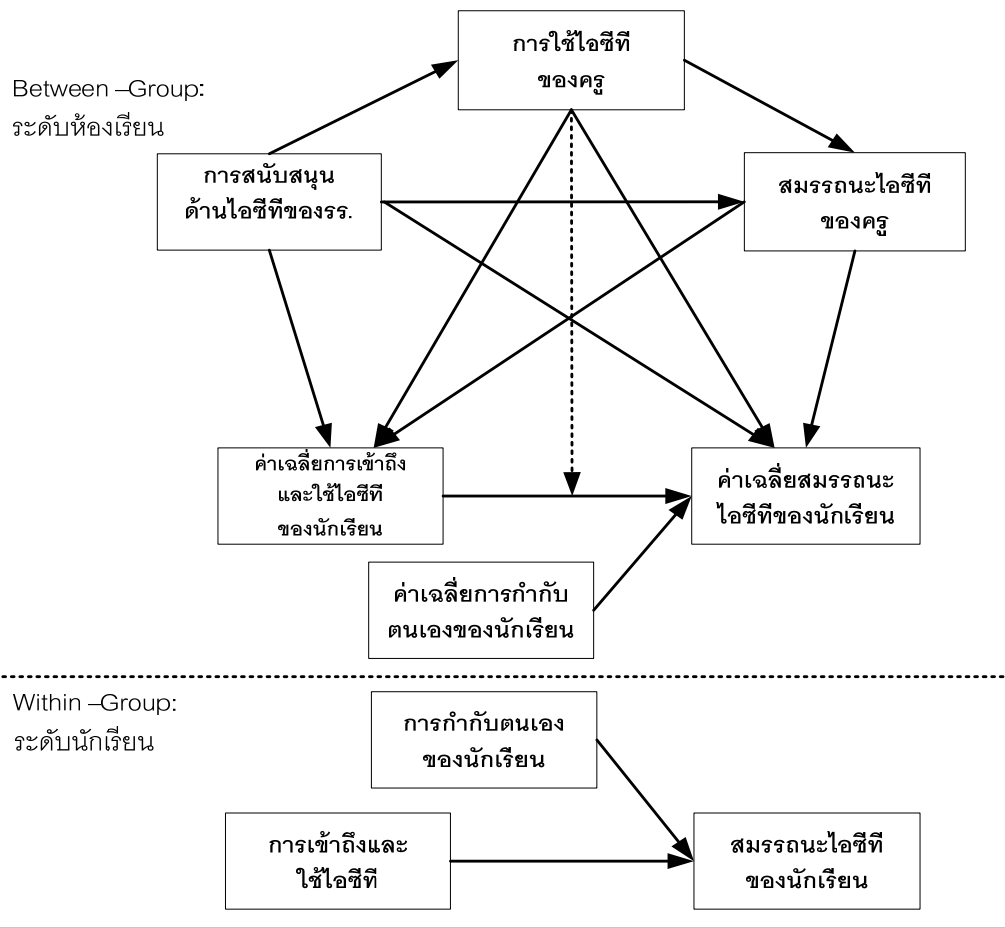 Between –Group:
ระดับห้องเรียน
การใช้ไอซีที
ของครู
การสนับสนุน
ด้านไอซีทีของรร.
สมรรถนะไอซีที
ของครู
ค่าเฉลี่ยการเข้าถึง
และใช้ไอซีที
ของนักเรียน
ค่าเฉลี่ยสมรรถนะ
ไอซีทีของนักเรียน
ค่าเฉลี่ยการกำกับ
ตนเองของนักเรียน
Within –Group:
ระดับนักเรียน
การกำกับตนเอง
ของนักเรียน
การเข้าถึงและ
ใช้ไอซีที
สมรรถนะไอซีที
ของนักเรียน